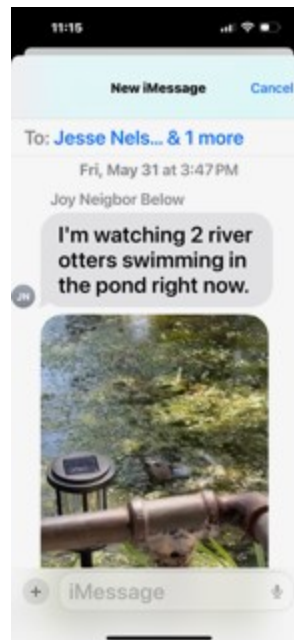 11:15
New iMessage
Cancel
To: Jesse Nels... & 1 more
Fri, May 31 at 3:47 PM
Joy Neigbor Below
I'm watching 2 river
otters swimming in
the pond right now.
JN
iMessage